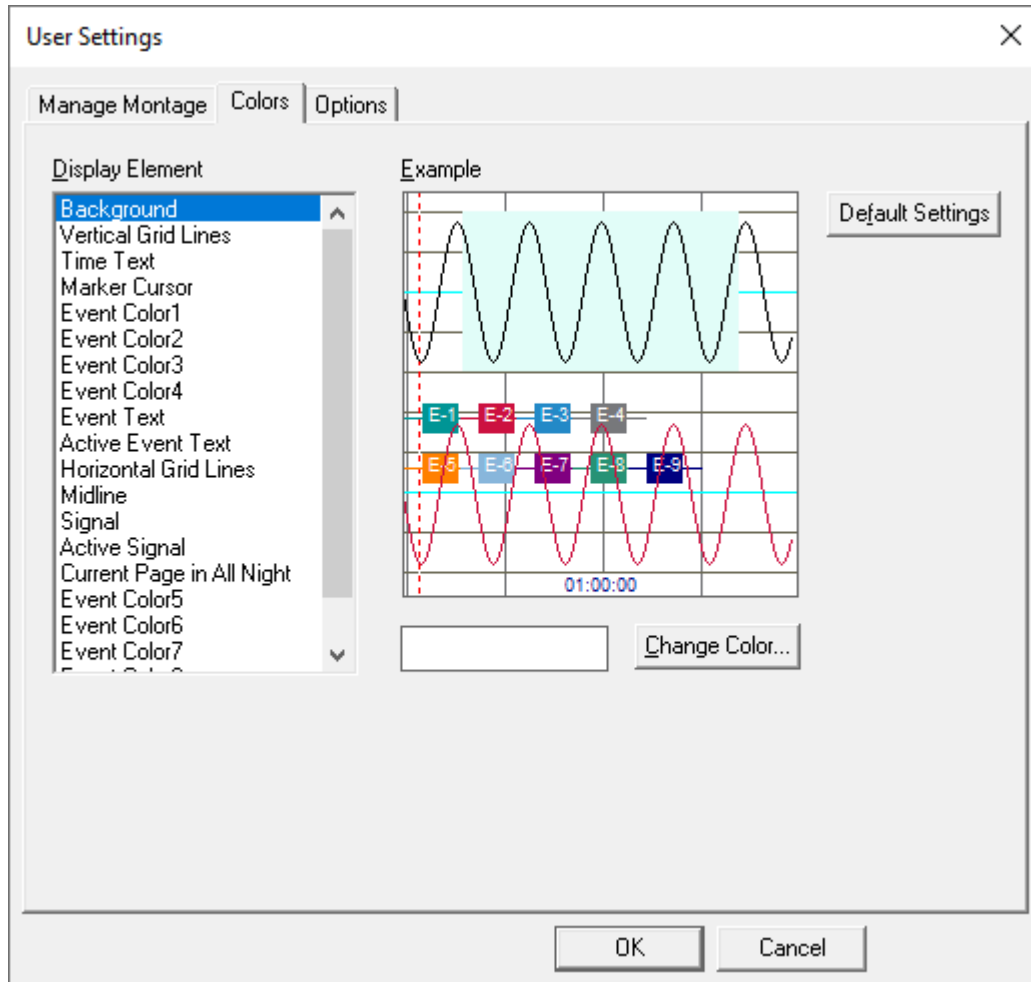 User Settings
Manage Montage
Colors
Options
Display Element
Example
Background
Vertical Grid Lines
Time Text
Marker Cursor
Event Color1
Event Color2
Event Color3
Event Color4
Event Text
Active Event Text
Horizontal Grid Lines
Midline
Signal
Active Signal
Current Page in All Night
Event Color5
Event Color6
Event Color7
E-1 E-2 E-3 E-4
E-5 E-6 E-7 E-8 E-9
01:00:00
Default Settings
Change Color...
OK
Cancel